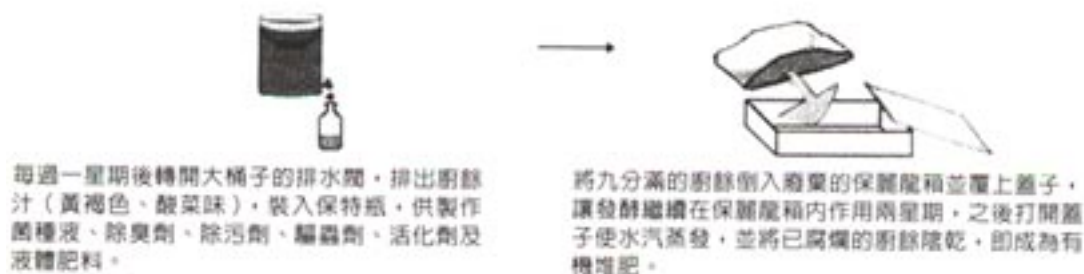 每過一星期後轉開大桶子的排水閥，排出廚餘
汁（黃褐色、酸菜味），裝入保特瓶，供製作
菌種液、除臭劑、除污劑、驅蟲劑、活化劑及
液體肥料。
將九分滿的廚餘倒入廢棄的保麗龍箱並覆上蓋子，
讓發酵繼續在保麗龍箱內作用兩星期，之後打開蓋
子使水汽蒸發，並將已腐爛的廚餘陰乾，即成為有
機堆肥。